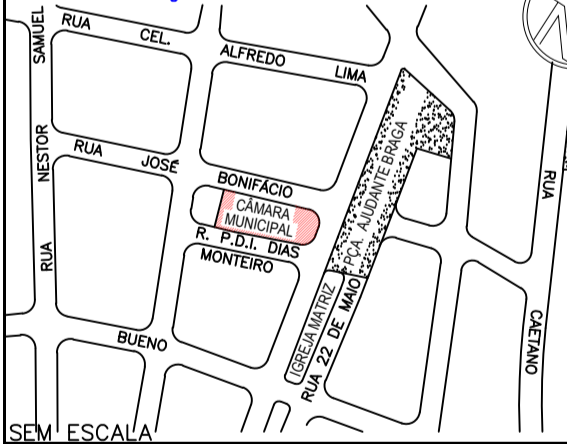 SAMUEL
NESTOR
RUA
RUA CEL.
ALFREDO LIMA
RUA JOSÉ
BONIFÁCIO
CÂMARA
MUNICIPAL
R. P.D.I. DIAS
MONTEIRO
BUENO
PÇA. AJUDANTE BRAGA
IGREJA MATRIZ
RUA 22 DE MAIO
RUA
CAETANO
SEM ESCALA